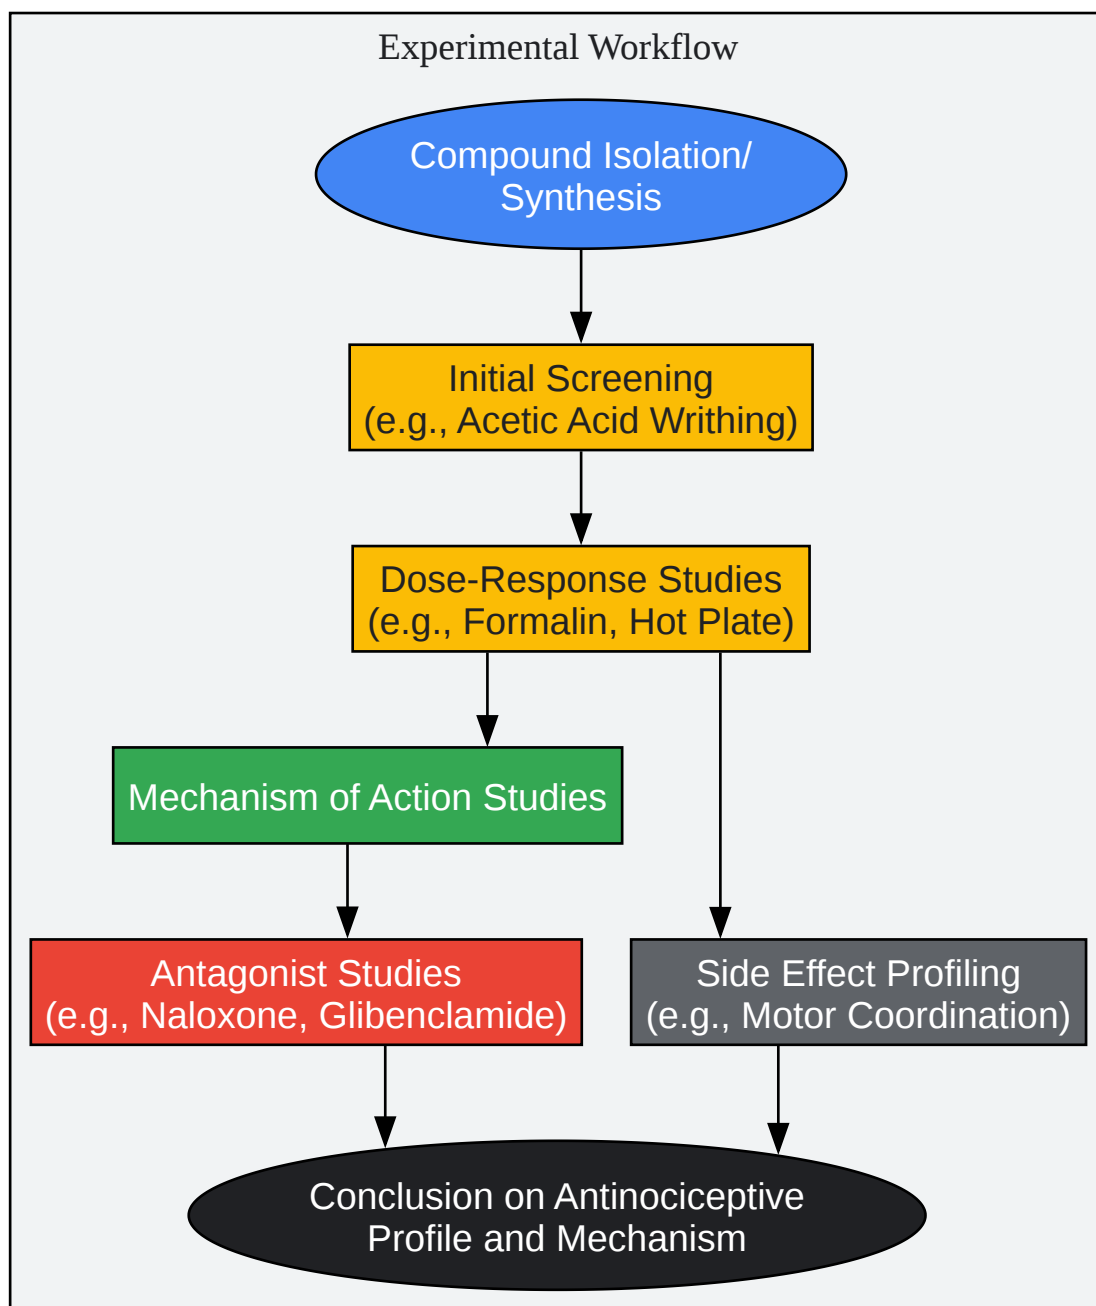 Experimental Workflow
Compound Isolation/
Synthesis
Initial Screening
(e.g., Acetic Acid Writhing)
Dose-Response Studies
(e.g., Formalin, Hot Plate)
Mechanism of Action Studies
Antagonist Studies
(e.g., Naloxone, Glibenclamide)
Side Effect Profiling
(e.g., Motor Coordination)
Conclusion on Antinociceptive
Profile and Mechanism